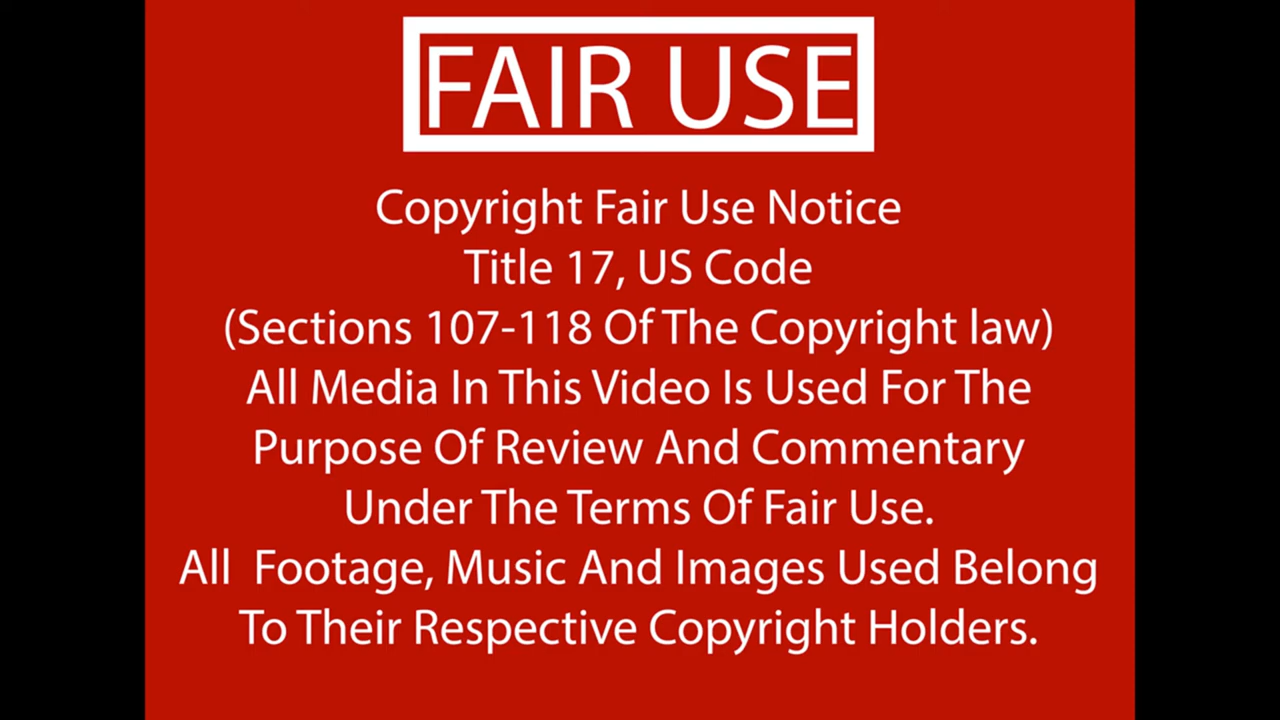 FAIR USE
Copyright Fair Use Notice
Title 17, US Code
(Sections 107-118 Of The Copyright law)
All Media In This Video Is Used For The
Purpose Of Review And Commentary
Under The Terms Of Fair Use.
All  Footage, Music And Images Used Belong
To Their Respective Copyright Holders.